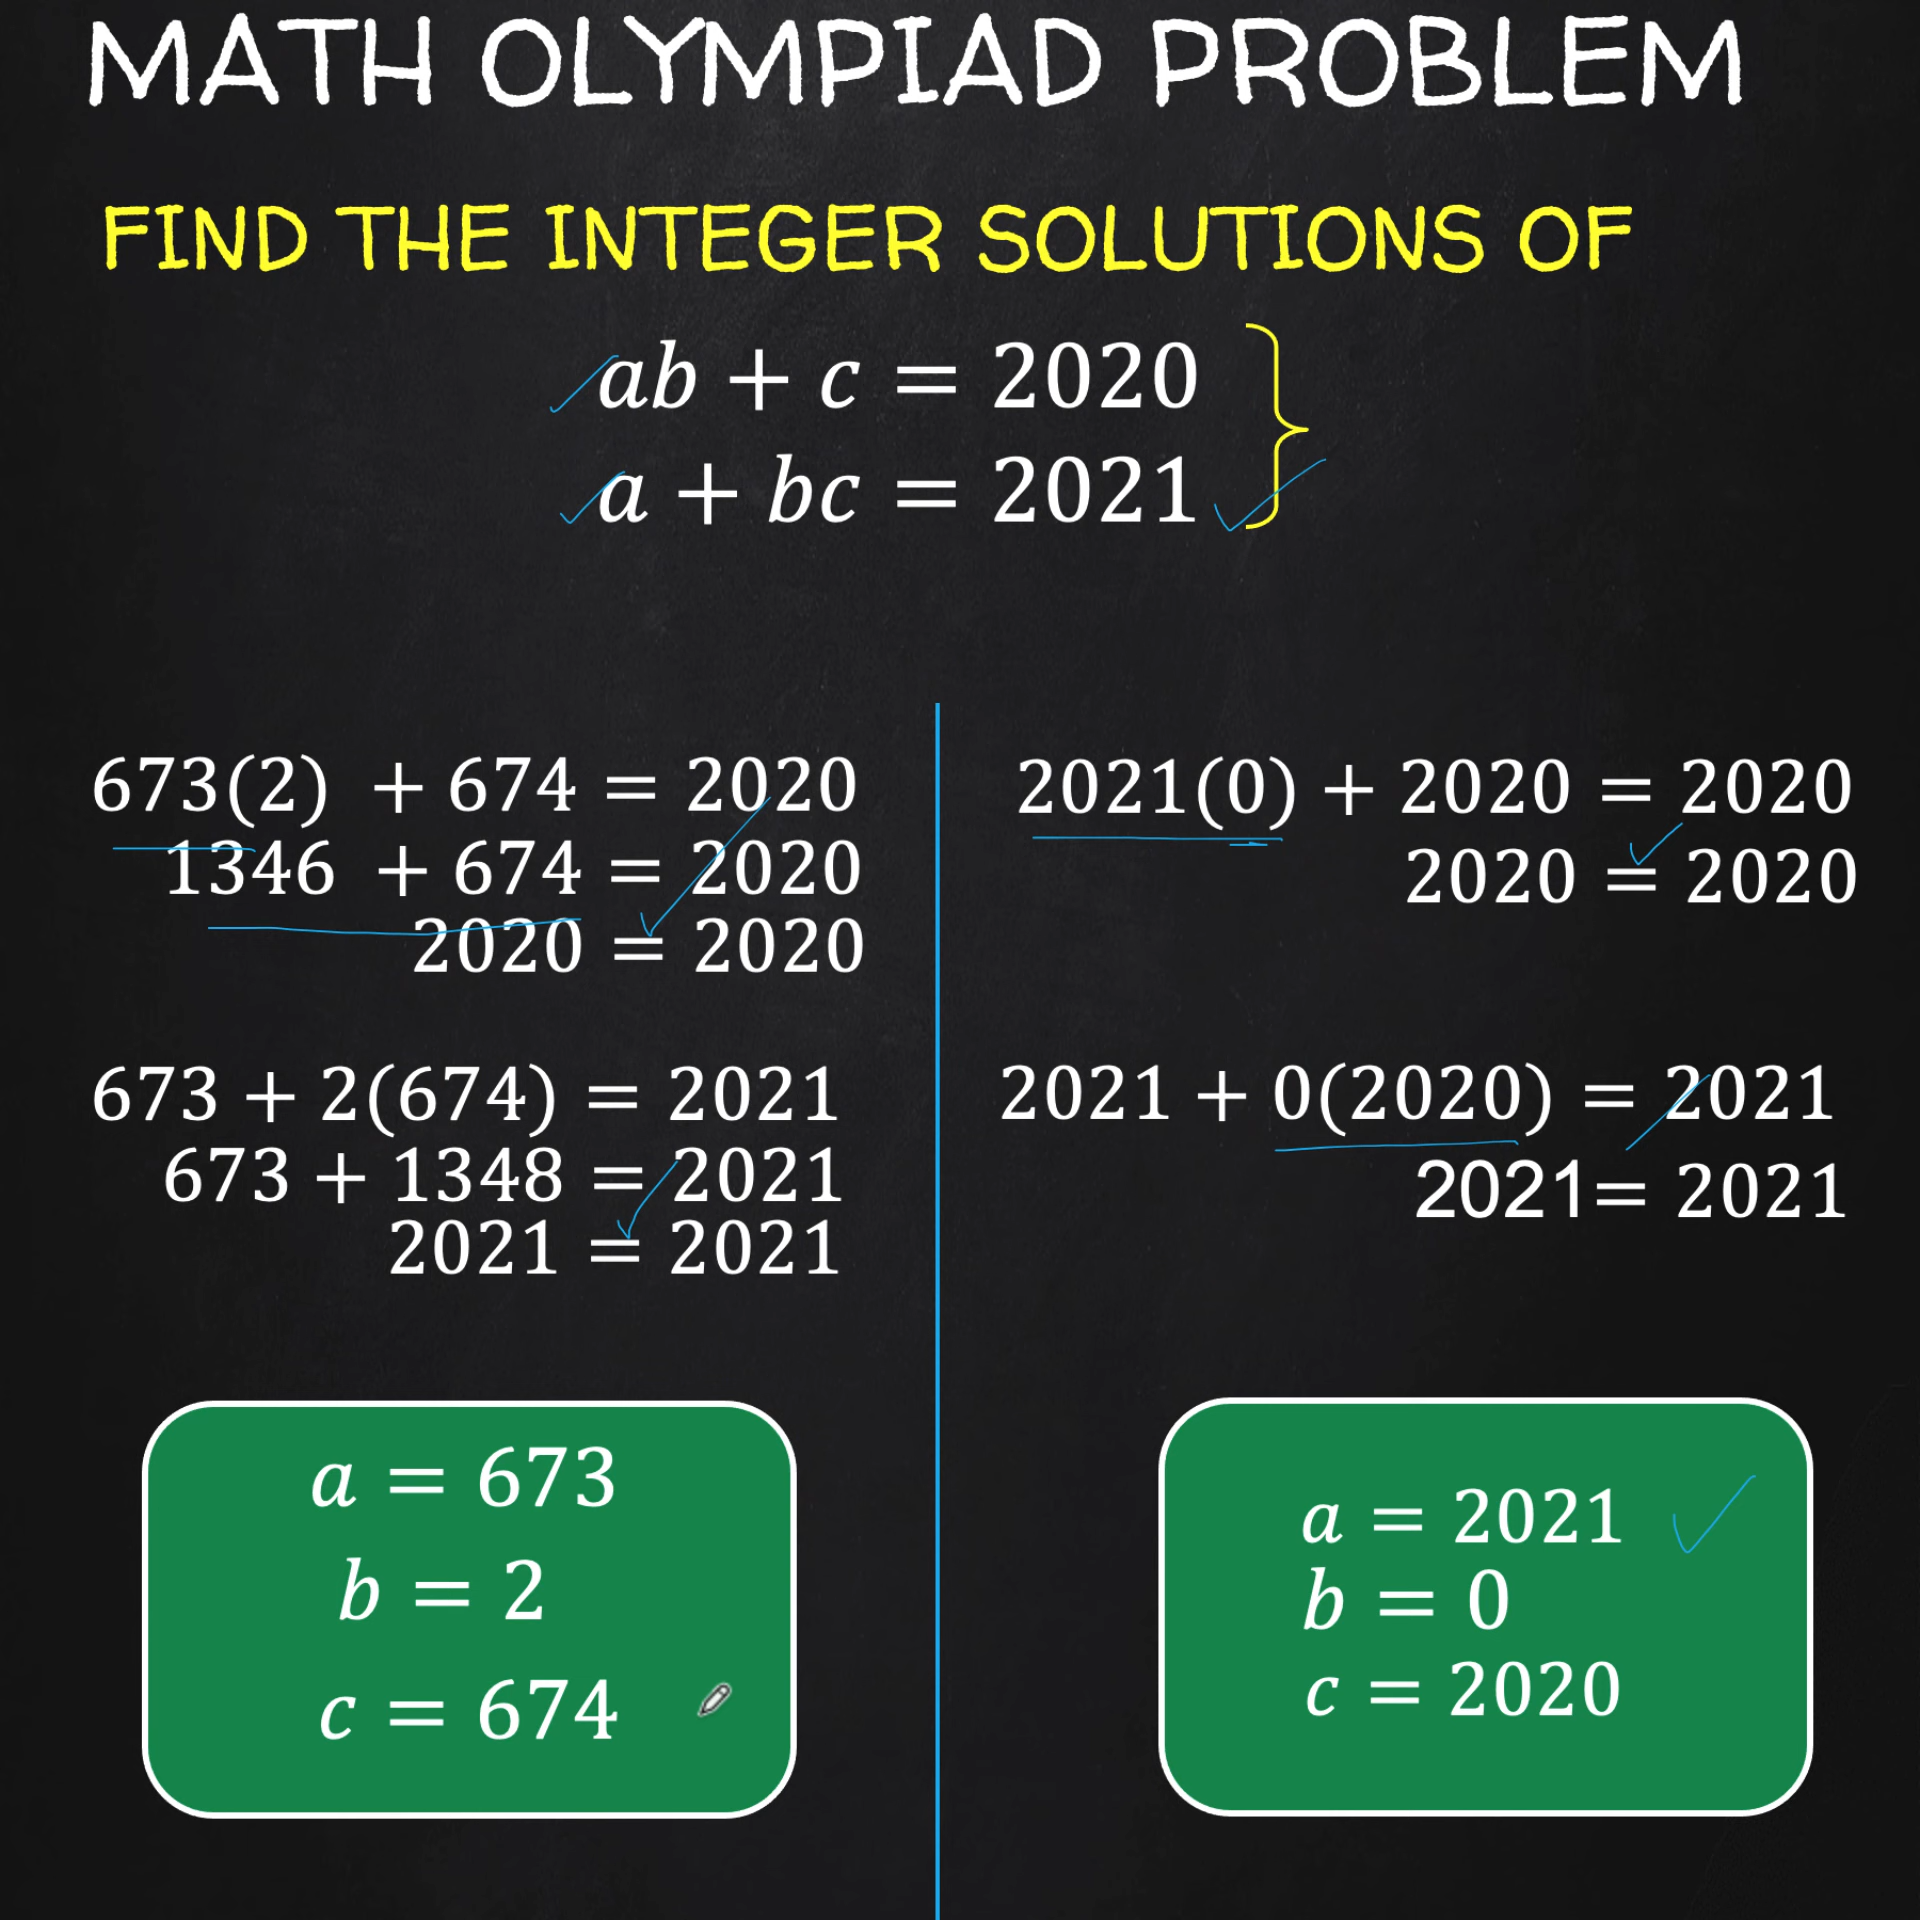 MATH OLYMPIAD PROBLEM
FIND THE INTEGER SOLUTIONS OF
ab + c = 2020
a + bc = 2021
673(2) + 674 = 2020
1346 + 674 = 2020
2020 = 2020
673 + 2(674) = 2021
673 + 1348 = 2021
2021 = 2021
a = 673
b = 2
c = 674
2021(0) + 2020 = 2020
2020 = 2020
2021 + 0(2020) = 2021
2021= 2021
a = 2021
b = 0
c = 2020